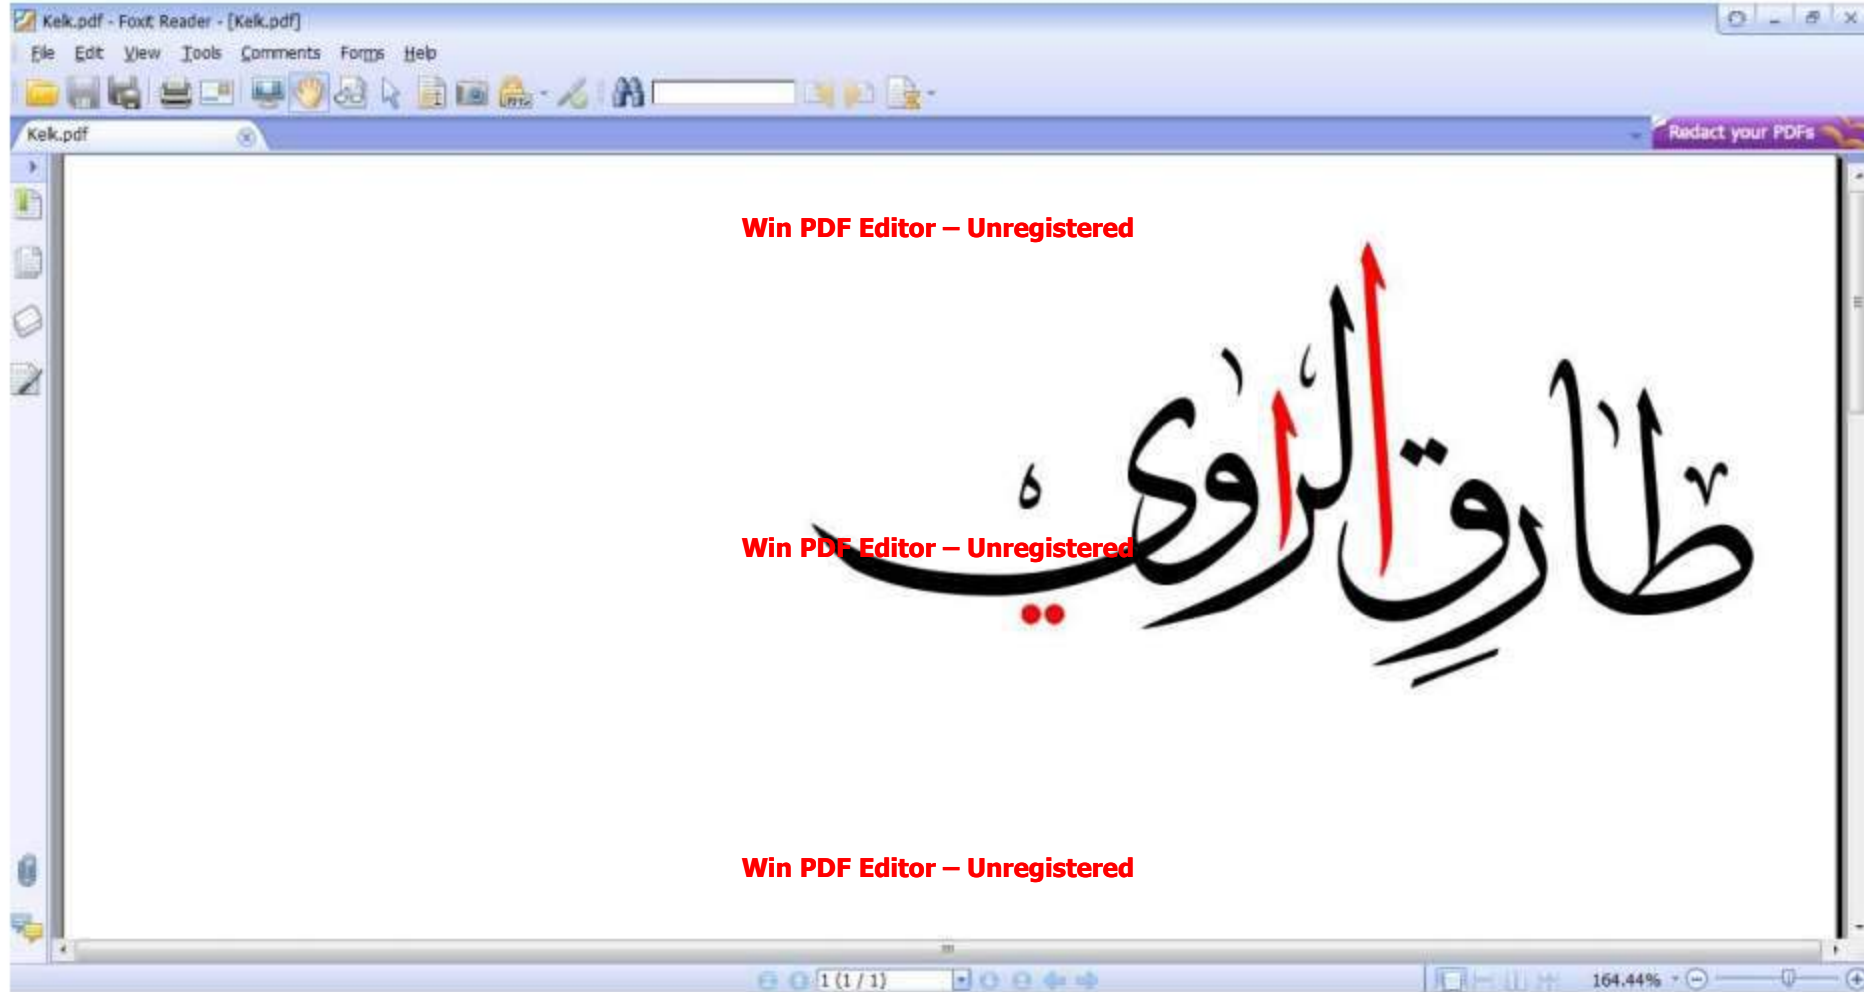 Kelk.pdf - Foxit Reader - [Kelk.pdf]
File Edit View Tools Comments Forms Help
Kelk.pdf
Redact your PDFs
Win PDF Editor – Unregistered
طارقِ الراوي
Win PDF Editor – Unregistered
Win PDF Editor – Unregistered
1 (1 / 1)
164.44%